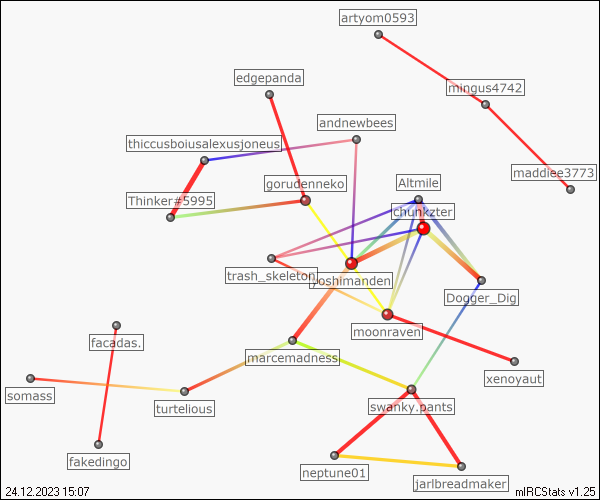 artyom0593
edgepanda
mingus4742
andnewbees
thiccusboiusalexusjoneus
maddiee3773
gorudenneko
Altmile
Thinker#5995
chunkzter
trash_skeleton
yoshimanden
Dogger_Dig
moonraven
facadas.
marcemadness
xenoyaut
somass
turtelious
swanky.pants
fakedingo
neptune01
jarlbreadmaker
24.12.2023 15:07
mIRCStats v1.25